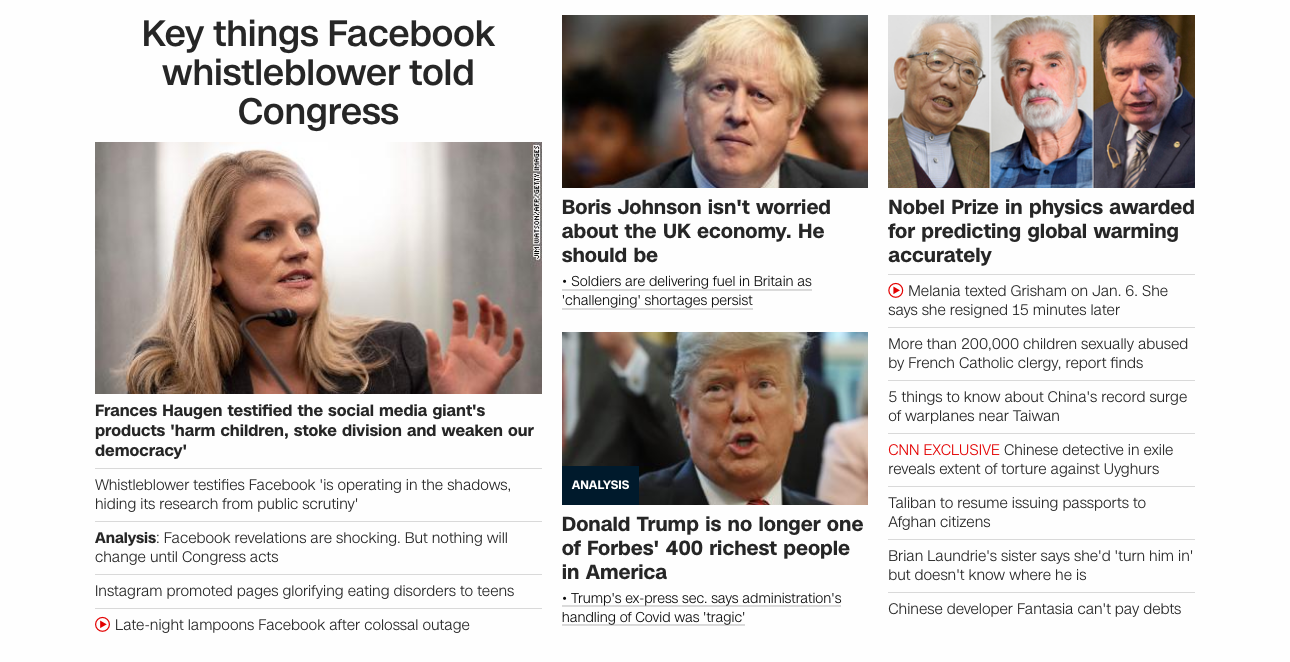 Key things Facebook
whistleblower told
Congress
JIM WATSON/AFP/GETTY IMAGES
Frances Haugen testified the social media giant's
products 'harm children, stoke division and weaken our
democracy'
Whistleblower testifies Facebook 'is operating in the shadows,
hiding its research from public scrutiny'
Analysis: Facebook revelations are shocking. But nothing will
change until Congress acts
Instagram promoted pages glorifying eating disorders to teens
Late-night lampoons Facebook after colossal outage
Boris Johnson isn't worried
about the UK economy. He
should be
• Soldiers are delivering fuel in Britain as
'challenging' shortages persist
ANALYSIS
Donald Trump is no longer one
of Forbes' 400 richest people
in America
• Trump's ex-press sec. says administration's
handling of Covid was 'tragic'
Nobel Prize in physics awarded
for predicting global warming
accurately
Melania texted Grisham on Jan. 6. She
says she resigned 15 minutes later
More than 200,000 children sexually abused
by French Catholic clergy, report finds
5 things to know about China's record surge
of warplanes near Taiwan
CNN EXCLUSIVE Chinese detective in exile
reveals extent of torture against Uyghurs
Taliban to resume issuing passports to
Afghan citizens
Brian Laundrie's sister says she'd 'turn him in'
but doesn't know where he is
Chinese developer Fantasia can't pay debts